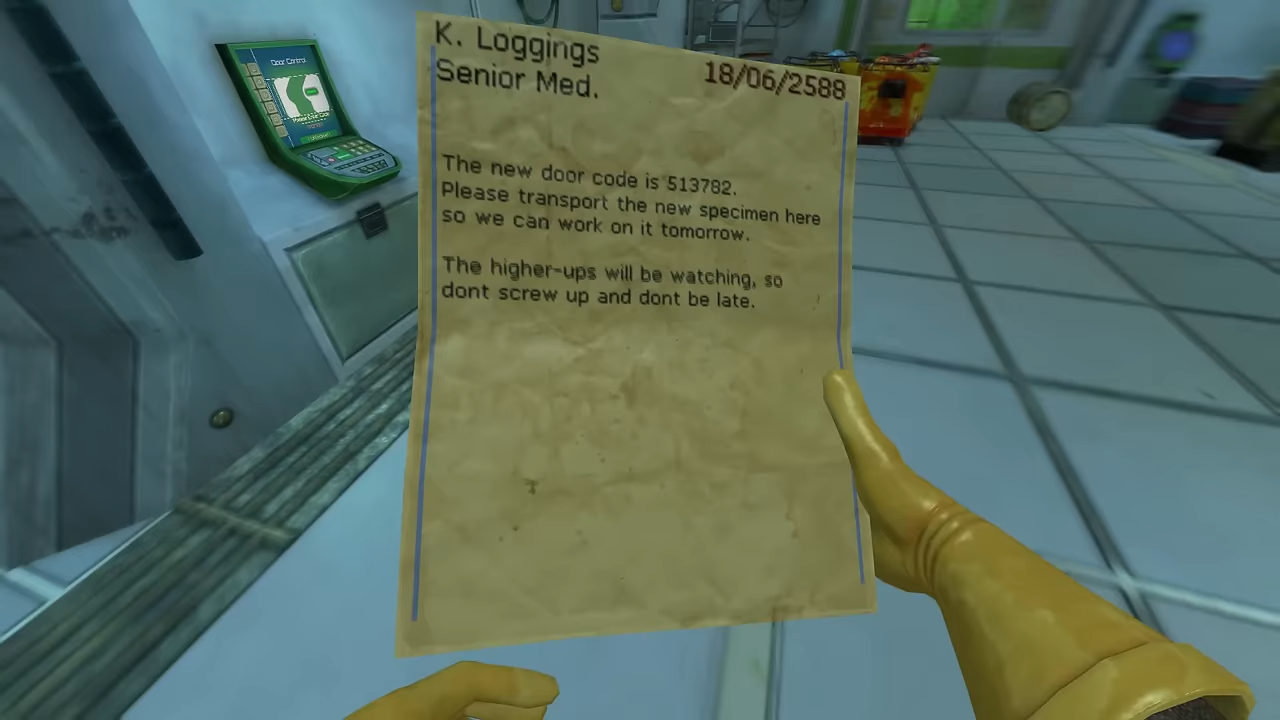 K. Loggings
Senior Med.
18/06/2588
The new door code is 513782.
Please transport the new specimen here
so we can work on it tomorrow.
The higher-ups will be watching, so
dont screw up and dont be late.
Door Control